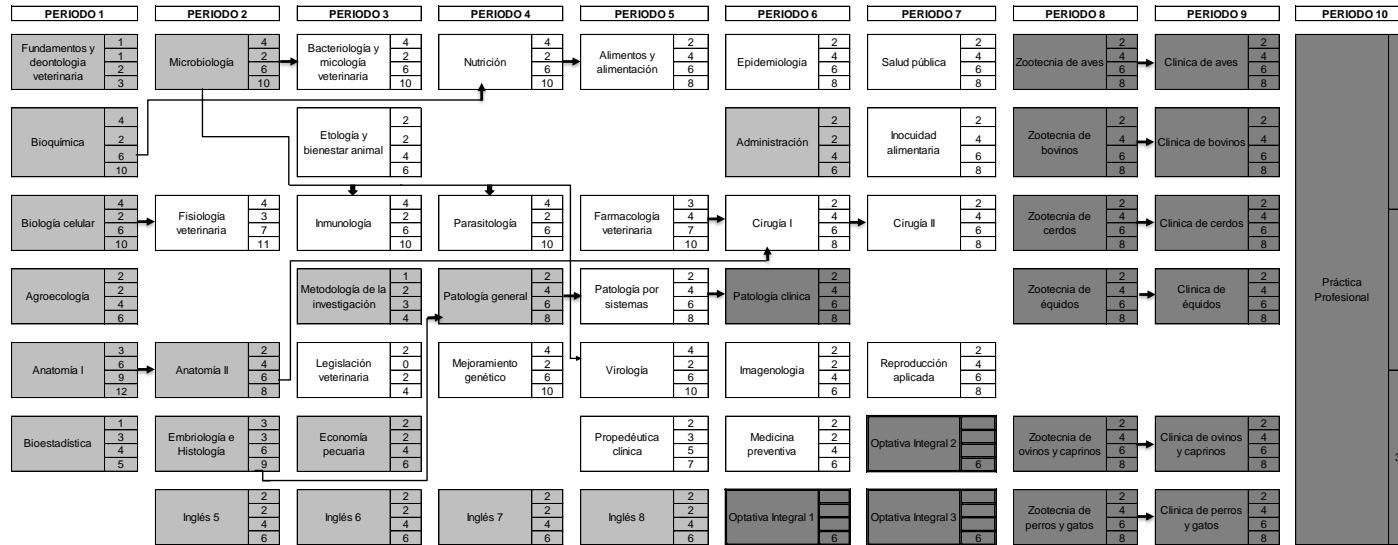 PERIODO 1 PERIODO 2 PERIODO 3 PERIODO 4 PERIODO 5 PERIODO 6 PERIODO 7 PERIODO 8 PERIODO 9 PERIODO 10
Fundamentos y deontologia veterinaria 1 1 2 3
Microbiología 4 2 6 10
Bacteriología y micología veterinaria 4 2 6 10
Nutrición 4 2 6 10
Alimentos y alimentación 2 4 6 8
Epidemiologia 2 4 6 8
Salud pública 2 4 6 8
Zootecnia de aves 2 4 6 8
Clinica de aves 2 4 6 8
Bioquímica 4 2 6 10
Etología y bienestar animal 2 2 4 6
Administración 2 2 4 6
Inocuidad alimentaria 2 4 6 8
Zootecnia de bovinos 2 4 6 8
Clinica de bovinos 2 4 6 8
Biología celular 4 2 6 10
Fisiología veterinaria 4 3 7 11
Inmunología 4 2 6 10
Parasitología 4 2 6 10
Farmacología veterinaria 3 4 7 10
Cirugía I 2 4 6 8
Cirugía II 2 4 6 8
Zootecnia de cerdos 2 4 6 8
Clinica de cerdos 2 4 6 8
Agroecología 2 2 4 6
Metodología de la investigación 1 2 3 4
Patología general 2 4 6 8
Patología por sistemas 2 4 6 8
Patología clínica 2 4 6 8
Zootecnia de équidos 2 4 6 8
Clinica de équidos 2 4 6 8
Práctica Profesional
Anatomía I 3 6 9 12
Anatomía II 2 4 6 8
Legislación veterinaria 2 0 2 4
Mejoramiento genético 4 2 6 10
Virología 4 2 6 10
Imagenologia 2 2 4 6
Reproducción aplicada 2 4 6 8
Bioestadística 1 3 4 5
Embriología e Histología 3 3 6 9
Economía pecuaria 2 2 4 6
Propedéutica clínica 2 3 5 7
Medicina preventiva 2 2 4 6
Optativa Integral 2 6
Zootecnia de ovinos y caprinos 2 4 6 8
Clinica de ovinos y caprinos 2 4 6 8
Inglés 5 2 2 4 6
Inglés 6 2 2 4 6
Inglés 7 2 2 4 6
Inglés 8 2 2 4 6
Optativa Integral 1 6
Optativa Integral 3 6
Zootecnia de perros y gatos 2 4 6 8
Clinica de perros y gatos 2 4 6 8